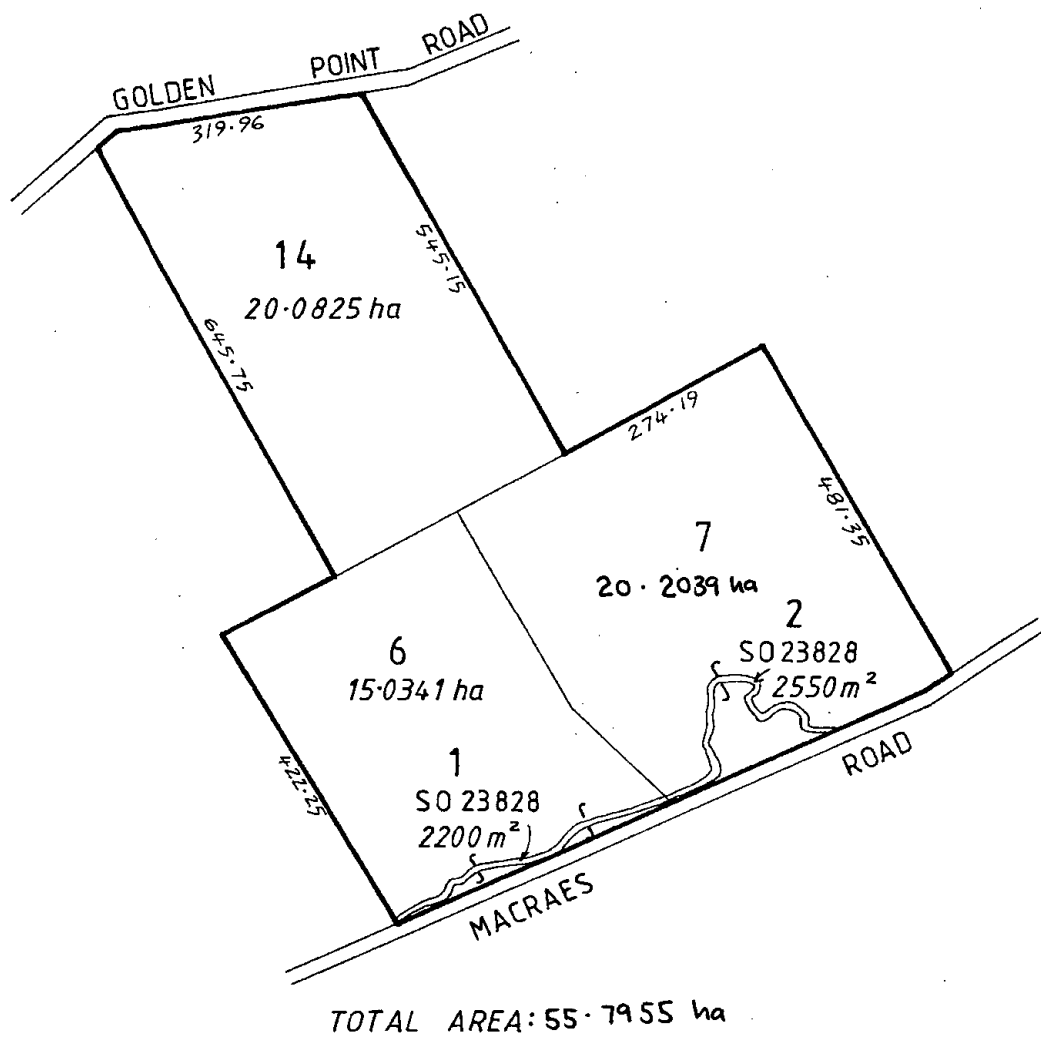 GOLDEN POINT ROAD
319·96
14
20·0825 ha
545·15
645·75
274·19
481·35
7
20·2039 ha
2
SO 23828
2550 m²
6
15·0341 ha
1
SO 23828
2200 m²
422·25
MACRAES ROAD
TOTAL AREA: 55·7955 ha